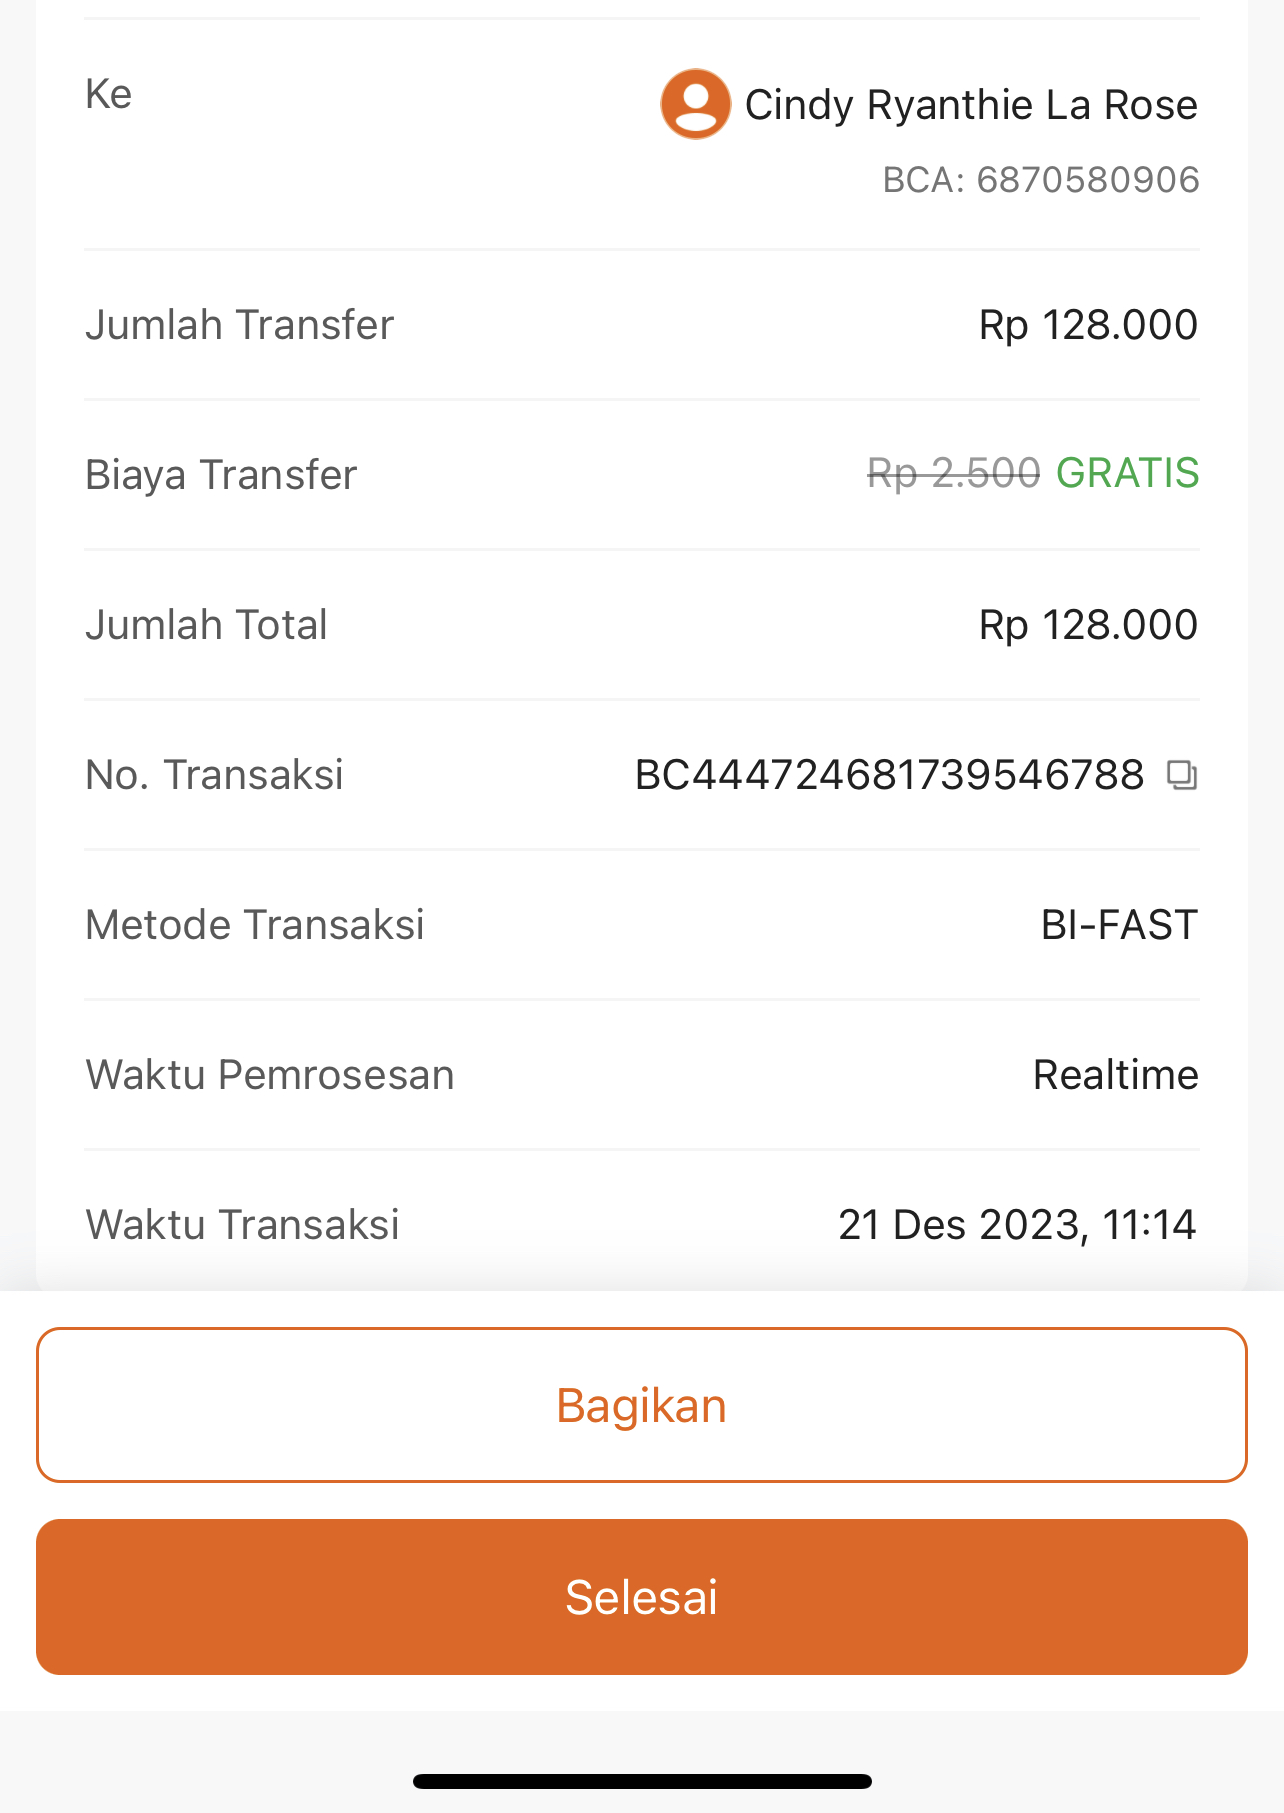 Ke
Cindy Ryanthie La Rose
BCA: 6870580906
Jumlah Transfer Rp 128.000
Biaya Transfer Rp 2.500 GRATIS
Jumlah Total Rp 128.000
No. Transaksi BC444724681739546788
Metode Transaksi BI-FAST
Waktu Pemrosesan Realtime
Waktu Transaksi 21 Des 2023, 11:14
Bagikan
Selesai